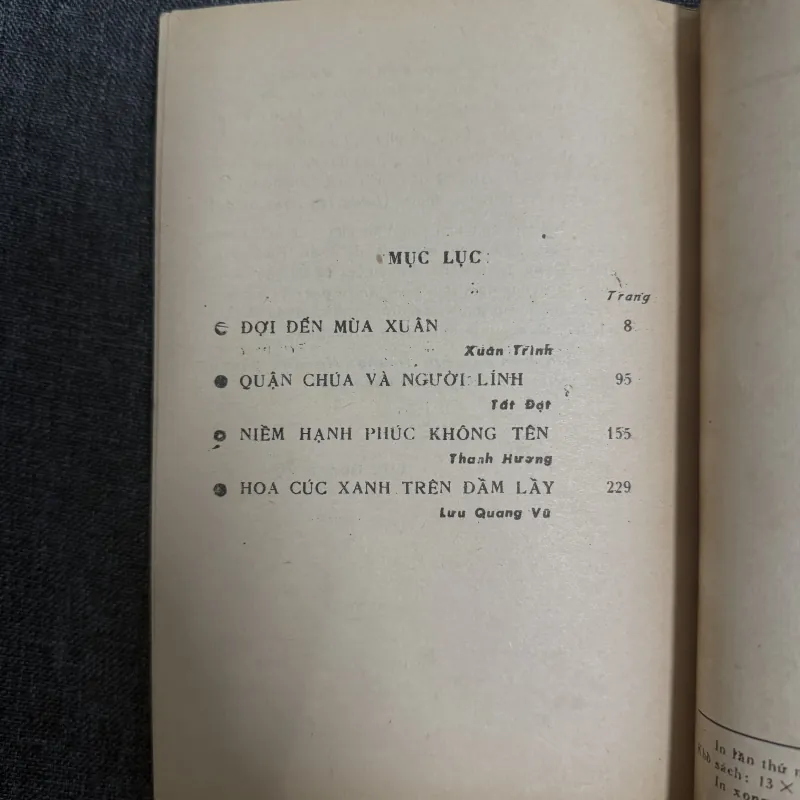 MỤC LỤC
Trang
ĐỢI ĐẾN MÙA XUÂN 8
Xuân Trình
QUẬN CHÚA VÀ NGƯỜI LÍNH 95
Tất Đạt
NIỀM HẠNH PHÚC KHÔNG TÊN 155
Thanh Hương
HOA CÚC XANH TRÊN ĐẦM LẦY 229
Lưu Quang Vũ
In lần thứ
Khổ sách: 13 ×
In xong